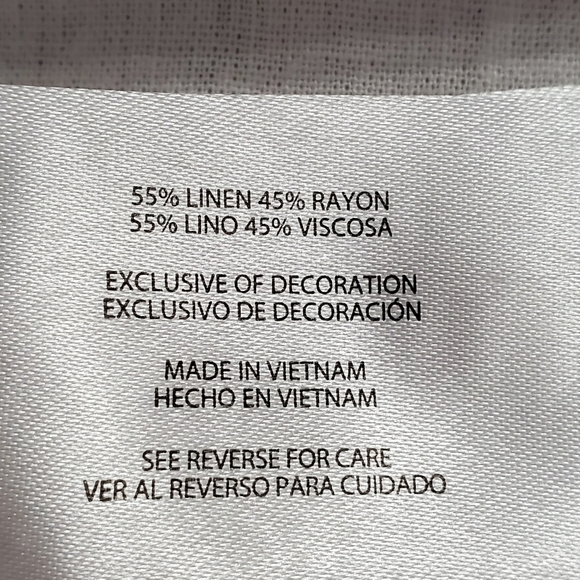 55% LINEN 45% RAYON
55% LINO 45% VISCOSA
EXCLUSIVE OF DECORATION
EXCLUSIVO DE DECORACIÓN
MADE IN VIETNAM
HECHO EN VIETNAM
SEE REVERSE FOR CARE
VER AL REVERSO PARA CUIDADO